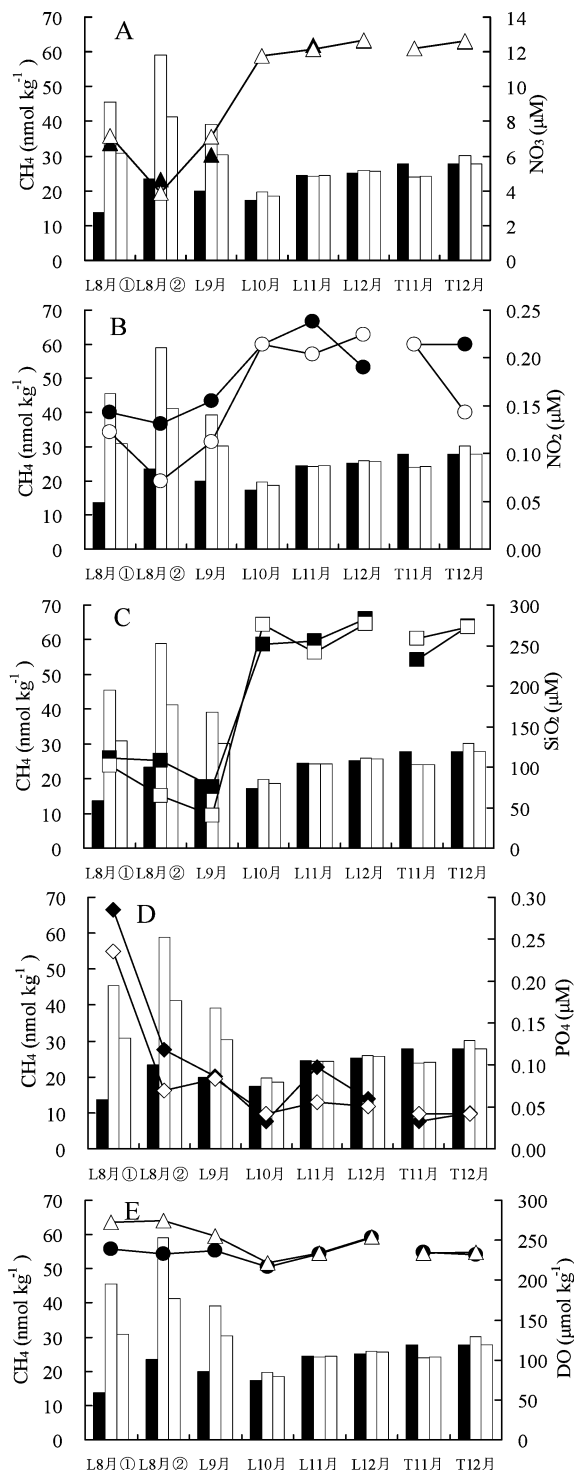 A
70 60 50 40 30 20 10 0
CH4 (nmol kg-1)
14 12 10 8 6 4 2 0
NO3 (μM)
L8月① L8月② L9月 L10月 L11月 L12月 T11月 T12月
B
70 60 50 40 30 20 10 0
CH4 (nmol kg-1)
0.25 0.20 0.15 0.10 0.05 0.00
NO2 (μM)
L8月① L8月② L9月 L10月 L11月 L12月 T11月 T12月
C
70 60 50 40 30 20 10 0
CH4 (nmol kg-1)
300 250 200 150 100 50 0
SiO2 (μM)
L8月① L8月② L9月 L10月 L11月 L12月 T11月 T12月
D
70 60 50 40 30 20 10 0
CH4 (nmol kg-1)
0.30 0.25 0.20 0.15 0.10 0.05 0.00
PO4 (μM)
L8月① L8月② L9月 L10月 L11月 L12月 T11月 T12月
E
70 60 50 40 30 20 10 0
CH4 (nmol kg-1)
300 250 200 150 100 50 0
DO (μmol kg-1)
L8月① L8月② L9月 L10月 L11月 L12月 T11月 T12月